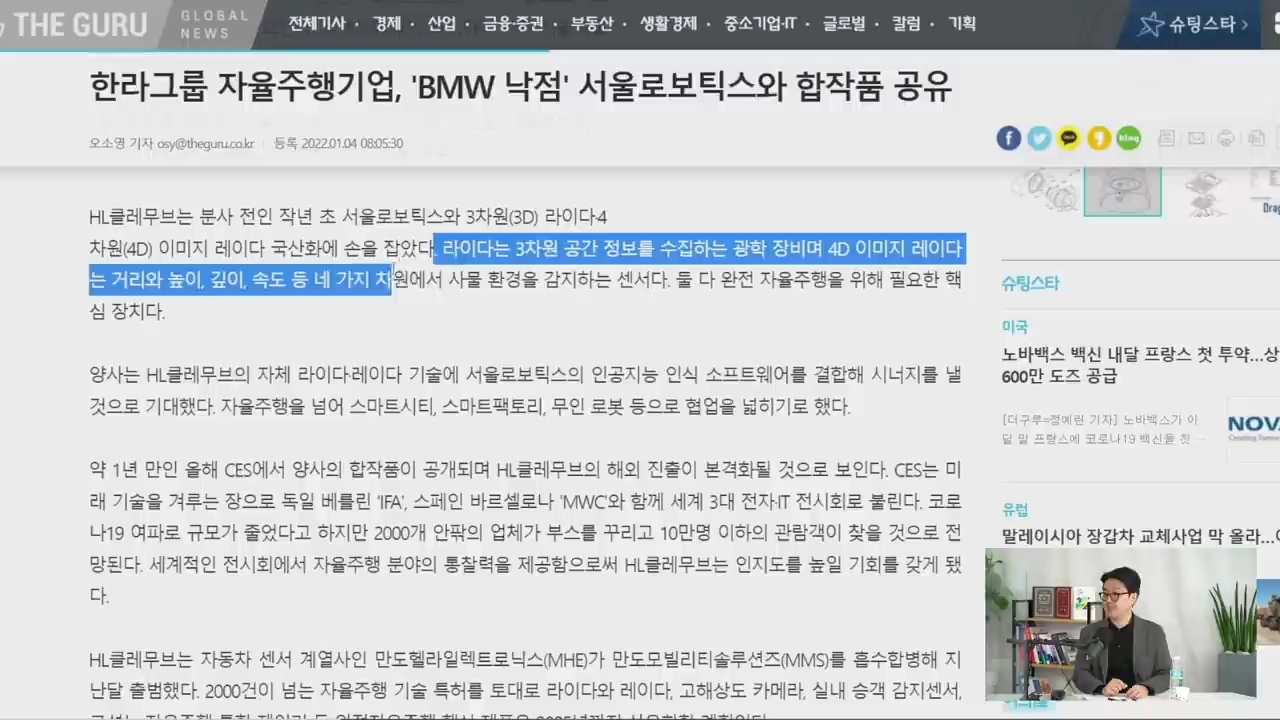 THE GURU
GLOBAL
NEWS
전체기사 · 경제 · 산업 · 금융·증권 · 부동산 · 생활경제 · 중소기업·IT · 글로벌 · 칼럼 · 기획
슈팅스타
한라그룹 자율주행기업, 'BMW 낙점' 서울로보틱스와 합작품 공유
오소영 기자 osy@theguru.co.kr
등록 2022.01.04 08:05:30
blog
HL클레무브는 분사 전인 작년 초 서울로보틱스와 3차원(3D) 라이다·4
차원(4D) 이미지 레이다 국산화에 손을 잡았다. 라이다는 3차원 공간 정보를 수집하는 광학 장비며 4D 이미지 레이다
는 거리와 높이, 깊이, 속도 등 네 가지 차원에서 사물 환경을 감지하는 센서다. 둘 다 완전 자율주행을 위해 필요한 핵
심 장치다.
양사는 HL클레무브의 자체 라이다·레이다 기술에 서울로보틱스의 인공지능 인식 소프트웨어를 결합해 시너지를 낼
것으로 기대했다. 자율주행을 넘어 스마트시티, 스마트팩토리, 무인 로봇 등으로 협업을 넓히기로 했다.
약 1년 만인 올해 CES에서 양사의 합작품이 공개되며 HL클레무브의 해외 진출이 본격화될 것으로 보인다. CES는 미
래 기술을 겨루는 장으로 독일 베를린 'IFA', 스페인 바르셀로나 'MWC'와 함께 세계 3대 전자·IT 전시회로 불린다. 코로
나19 여파로 규모가 줄었다고 하지만 2000개 안팎의 업체가 부스를 꾸리고 10만명 이하의 관람객이 찾을 것으로 전
망된다. 세계적인 전시회에서 자율주행 분야의 통찰력을 제공함으로써 HL클레무브는 인지도를 높일 기회를 갖게 됐
다.
HL클레무브는 자동차 센서 계열사인 만도헬라일렉트로닉스(MHE)가 만도모빌리티솔루션즈(MMS)를 흡수합병해 지
난달 출범했다. 2000건이 넘는 자율주행 기술 특허를 토대로 라이다와 레이다, 고해상도 카메라, 실내 승객 감지센서,
슈팅스타
미국
노바백스 백신 내달 프랑스 첫 투약...상
600만 도즈 공급
[더구루=정예린 기자] 노바백스가 이
달 말 프랑스에 코로나19 백신을 첫 ...
NOVA
유럽
말레이시아 장갑차 교체사업 막 올라...